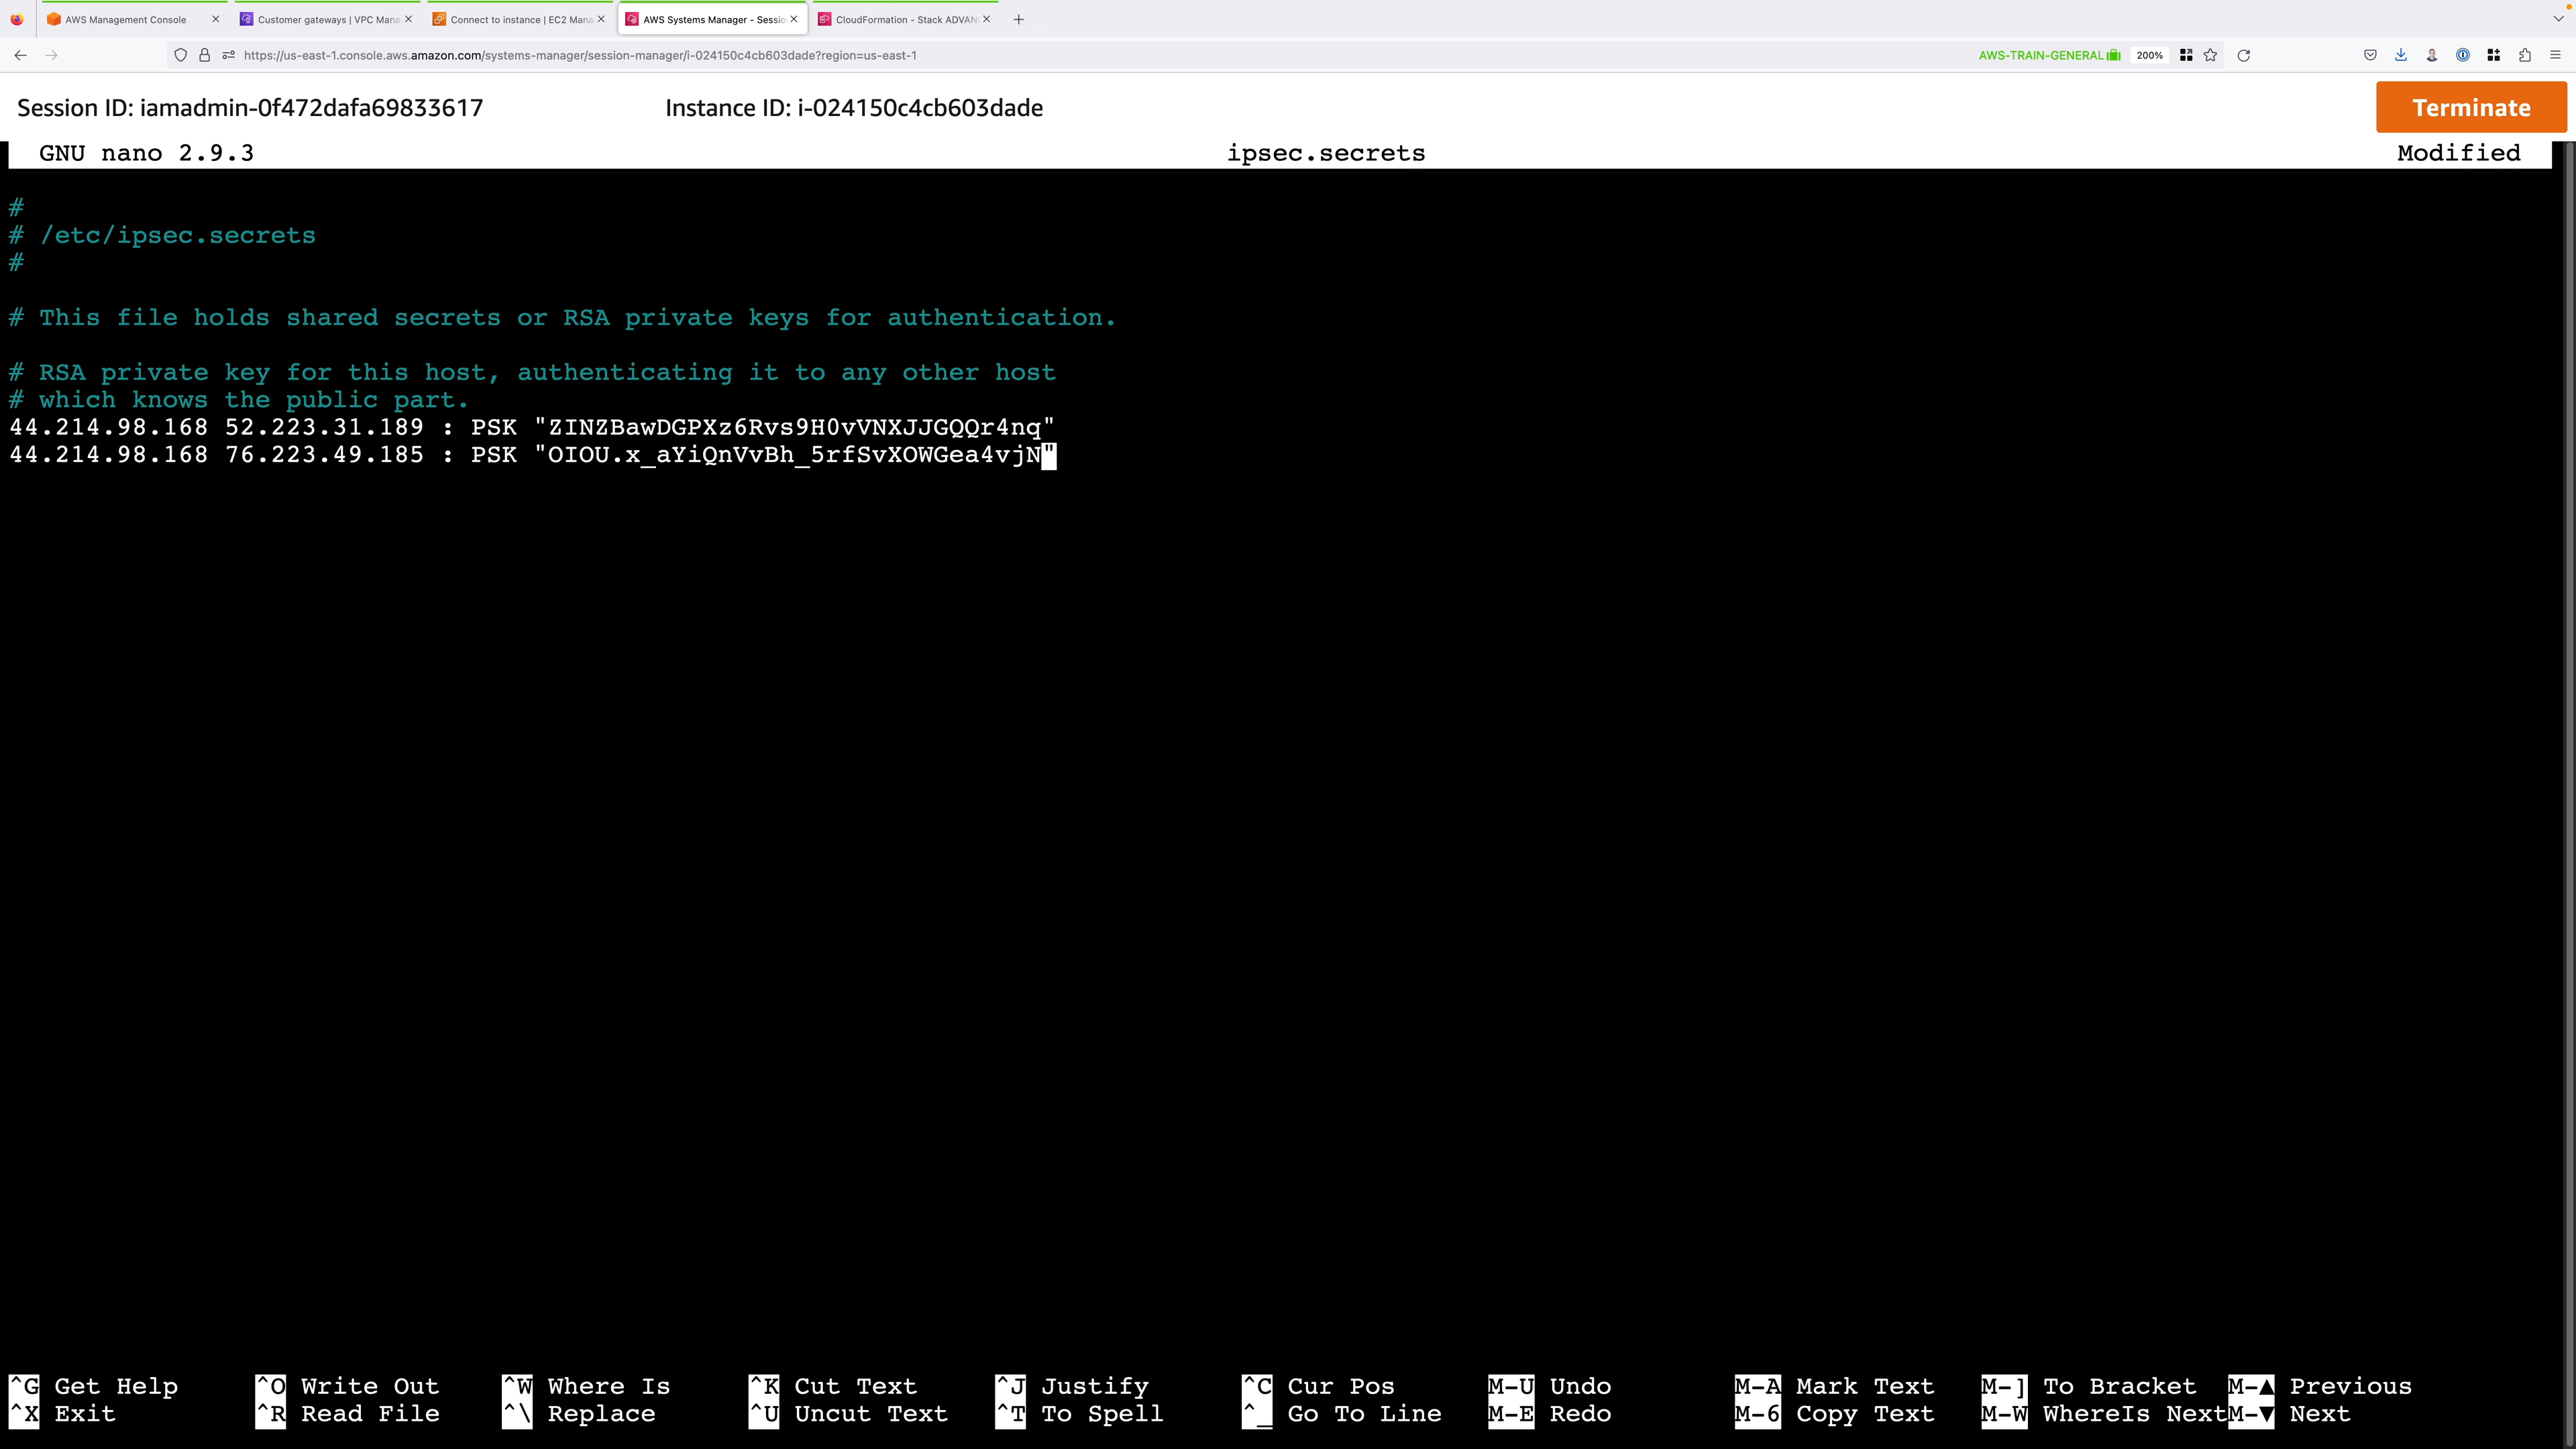 AWS Management Console
Customer gateways | VPC Mana
Connect to instance | EC2 Mana
AWS Systems Manager - Sessio
CloudFormation - Stack ADVAN
https://us-east-1.console.aws.amazon.com/systems-manager/session-manager/i-024150c4cb603dade?region=us-east-1
AWS-TRAIN-GENERAL
200%
Session ID: iamadmin-0f472dafa69833617
Instance ID: i-024150c4cb603dade
Terminate
GNU nano 2.9.3 ipsec.secrets Modified
#
# /etc/ipsec.secrets
#
# This file holds shared secrets or RSA private keys for authentication.
# RSA private key for this host, authenticating it to any other host
# which knows the public part.
44.214.98.168 52.223.31.189 : PSK "ZINZBawDGPXz6Rvs9H0vVNXJJGQQr4nq"
44.214.98.168 76.223.49.185 : PSK "OIOU.x_aYiQnVvBh_5rfSvXOWGea4vjN"
^G Get Help ^O Write Out ^W Where Is ^K Cut Text ^J Justify ^C Cur Pos M-U Undo M-A Mark Text M-] To Bracket M-▲ Previous
^X Exit ^R Read File ^\ Replace ^U Uncut Text ^T To Spell ^_ Go To Line M-E Redo M-6 Copy Text M-W WhereIs Next M-▼ Next